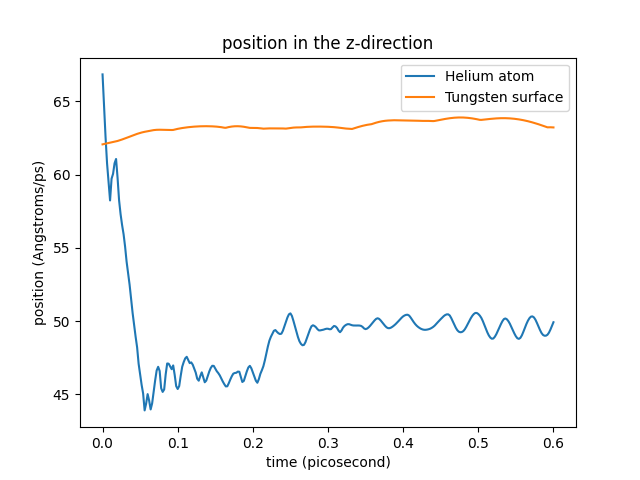 position in the z-direction
Helium atom
Tungsten surface
position (Angstroms/ps)
65
60
55
50
45
0.0 0.1 0.2 0.3 0.4 0.5 0.6
time (picosecond)